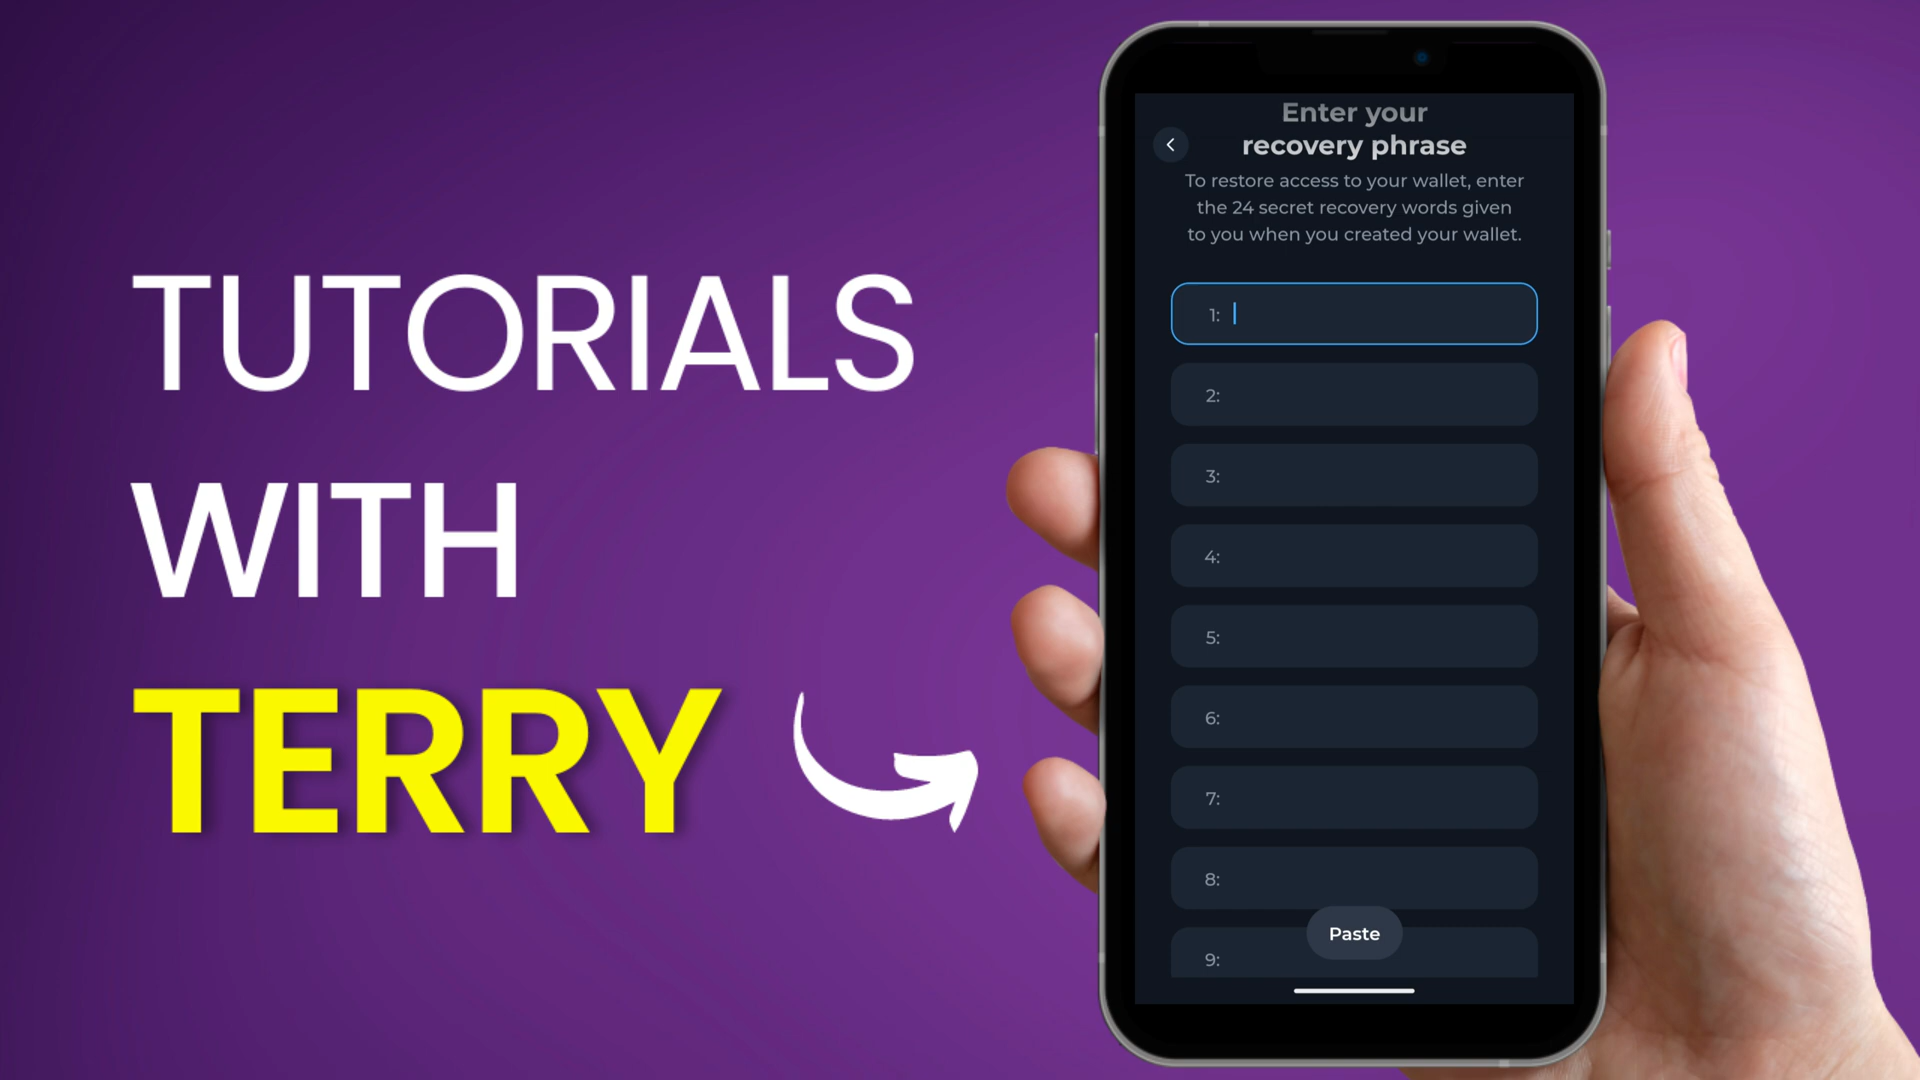 TUTORIALS
WITH
TERRY
Enter your
recovery phrase
To restore access to your wallet, enter
the 24 secret recovery words given
to you when you created your wallet.
1:
2:
3:
4:
5:
6:
7:
8:
Paste
9: